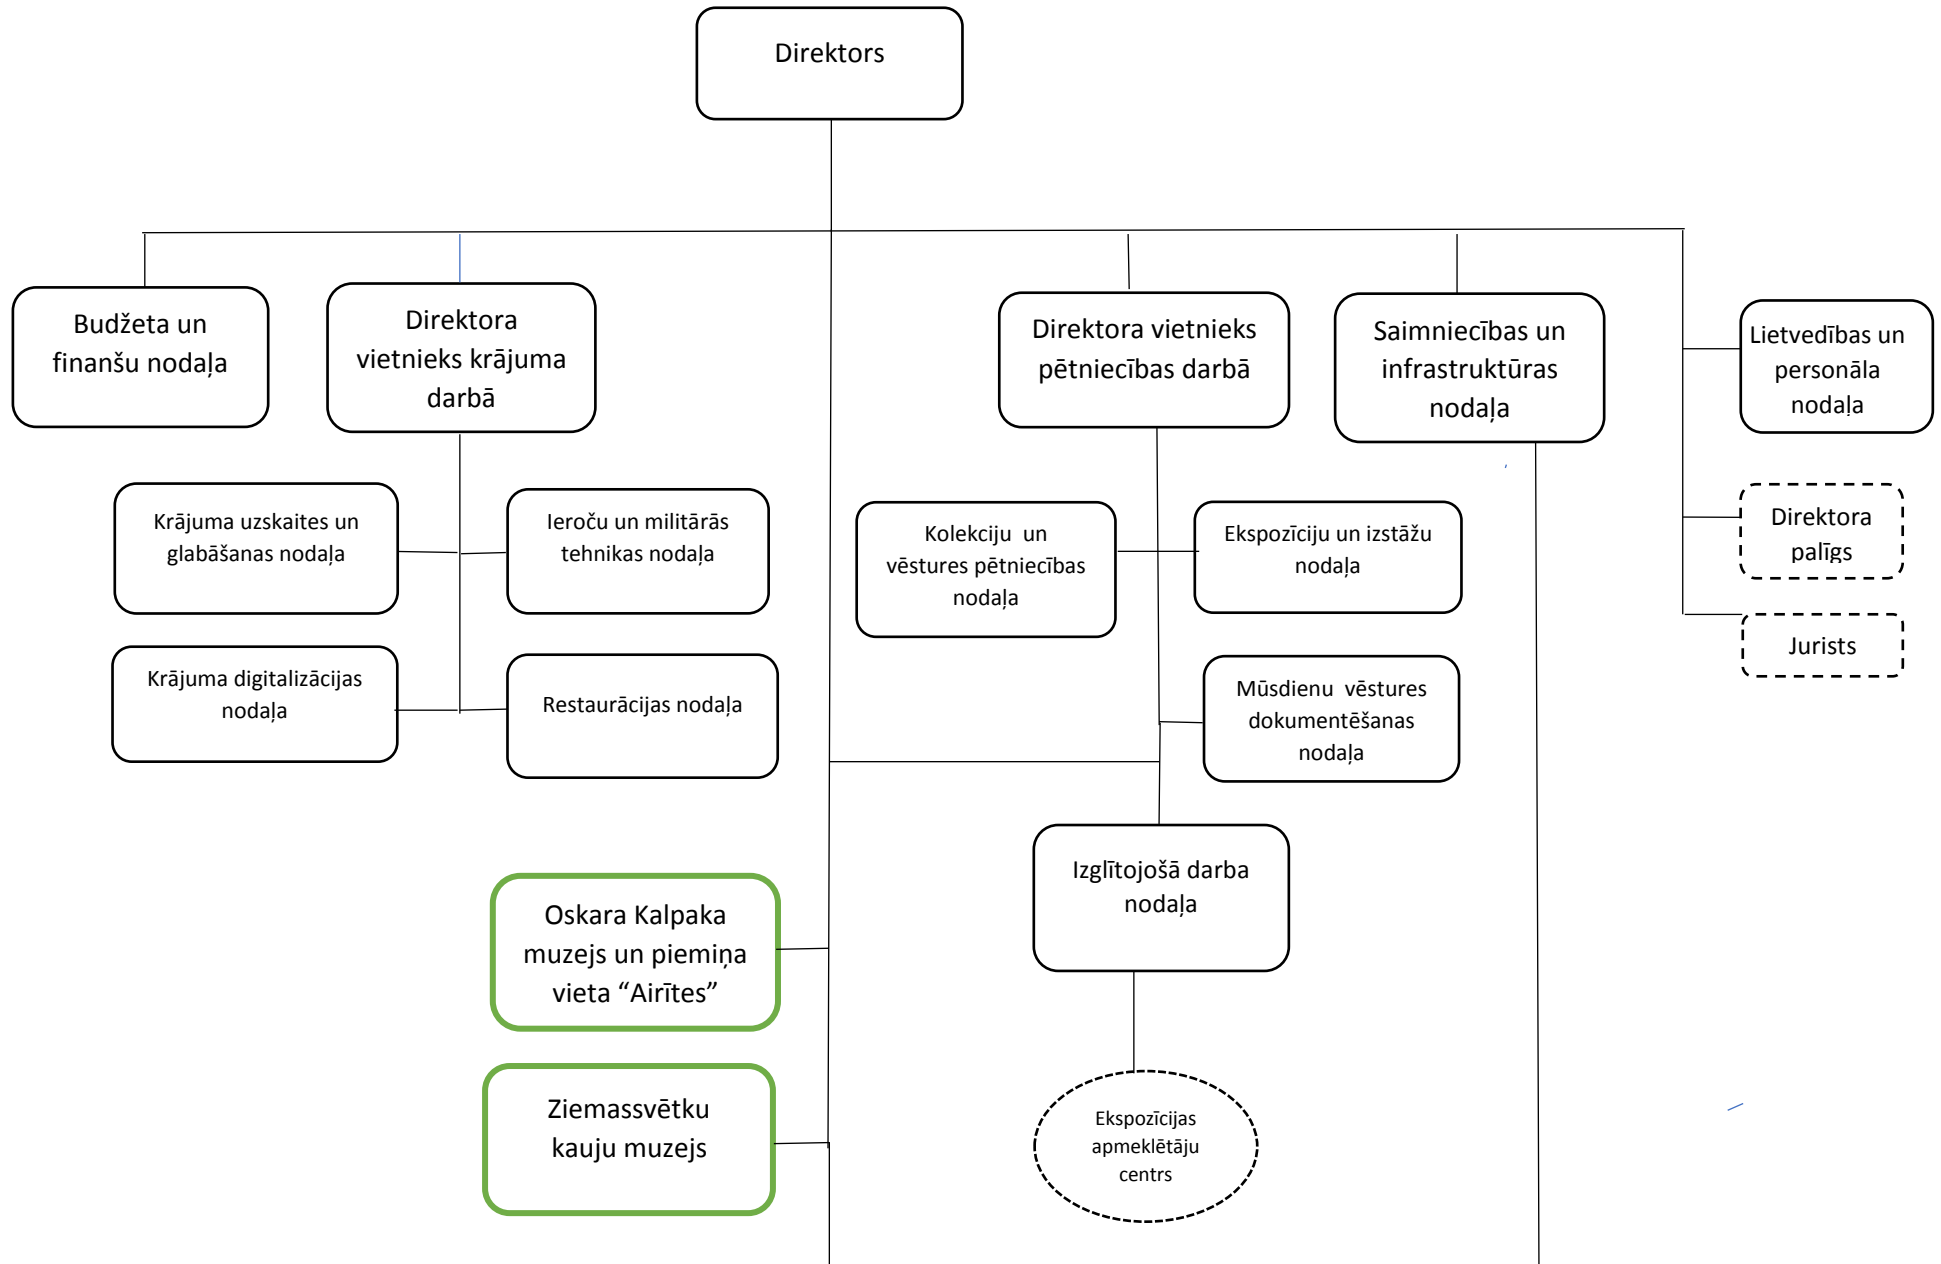 Direktors
Budžeta un
finanšu nodaļa
Direktora
vietnieks krājuma
darbā
Direktora vietnieks
pētniecības darbā
Saimniecības un
infrastruktūras
nodaļa
Lietvedības un
personāla
nodaļa
Krājuma uzskaites un
glabāšanas nodaļa
Ieroču un militārās
tehnikas nodaļa
Kolekciju un
vēstures pētniecības
nodaļa
Ekspozīciju un izstāžu
nodaļa
Direktora
palīgs
Jurists
Krājuma digitalizācijas
nodaļa
Restaurācijas nodaļa
Mūsdienu vēstures
dokumentēšanas
nodaļa
Izglītojošā darba
nodaļa
Oskara Kalpaka
muzejs un piemiņa
vieta “Airītes”
Ziemassvētku
kauju muzejs
Ekspozīcijas
apmeklētāju
centrs